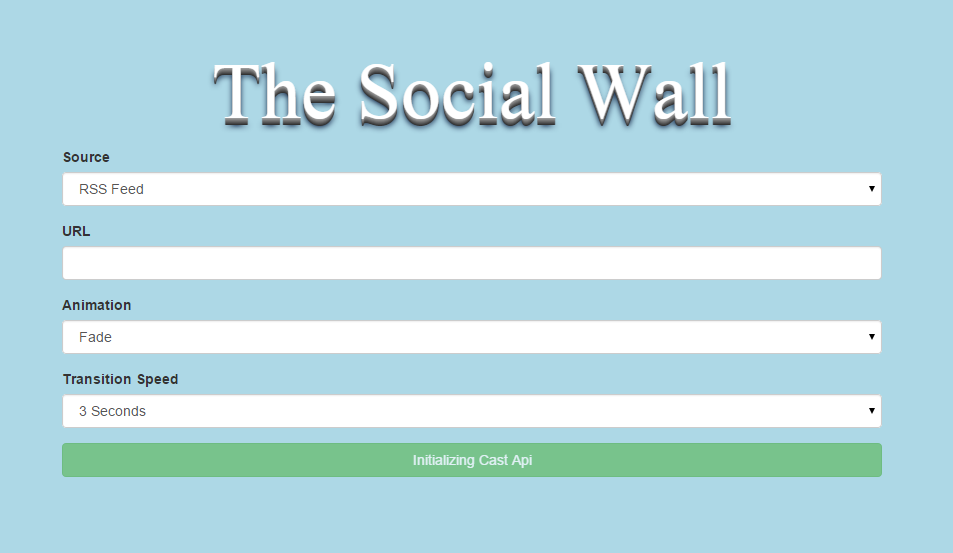 The Social Wall
Source
RSS Feed
URL
Animation
Fade
Transition Speed
3 Seconds
Initializing Cast Api